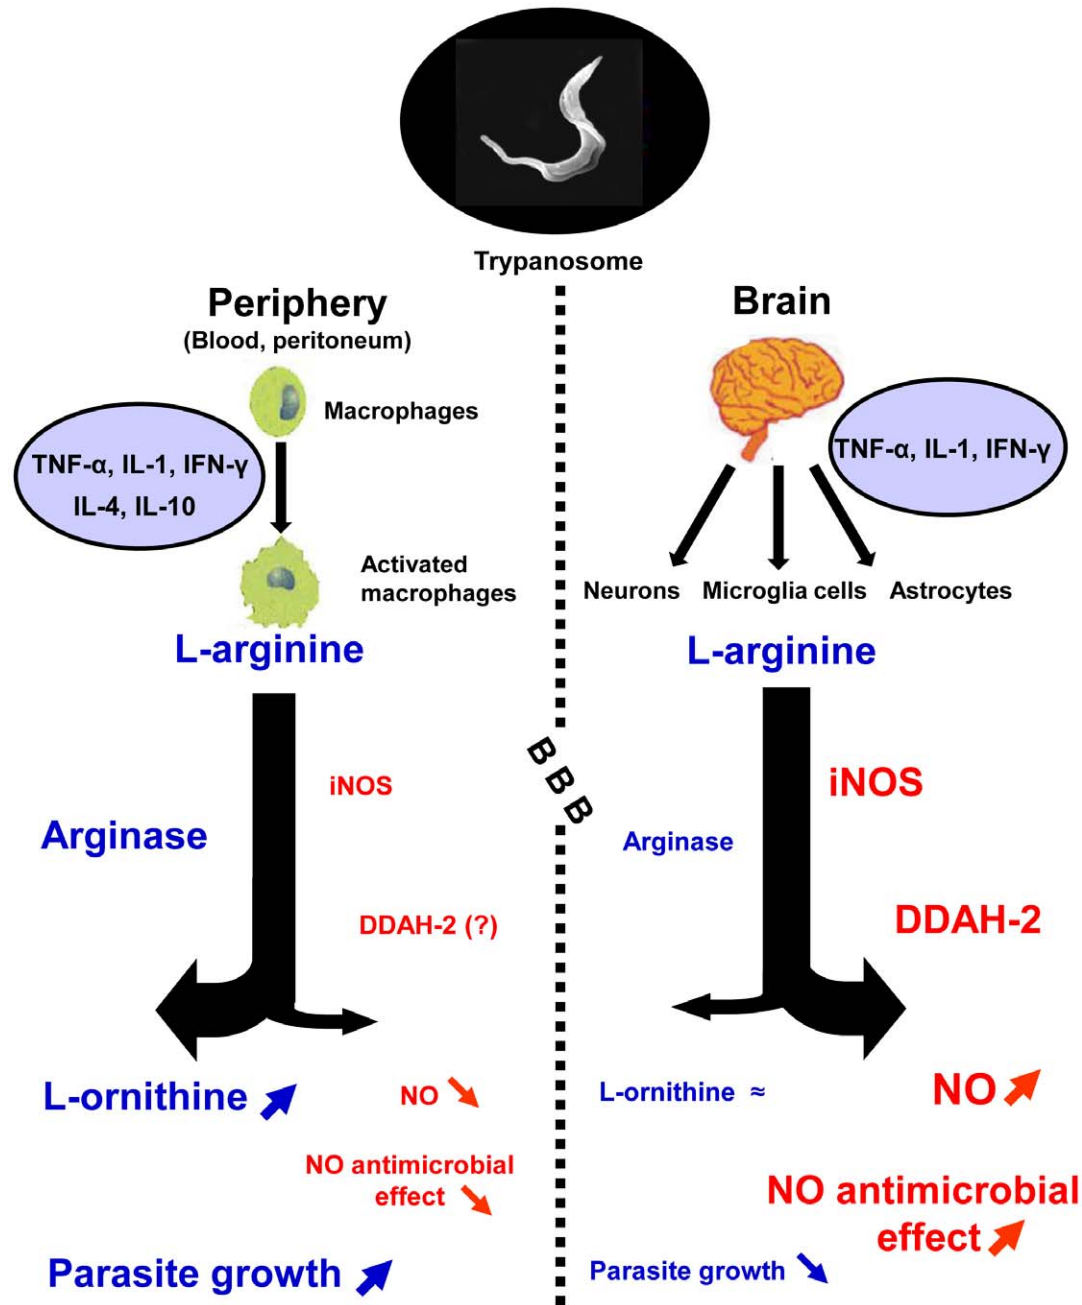 Trypanosome
Periphery
(Blood, peritoneum)
Macrophages
TNF-α, IL-1, IFN-γ
IL-4, IL-10
Activated
macrophages
L-arginine
iNOS
Arginase
DDAH-2 (?)
L-ornithine
NO
NO antimicrobial
effect
Parasite growth
BBB
Brain
TNF-α, IL-1, IFN-γ
Neurons Microglia cells Astrocytes
L-arginine
iNOS
Arginase
DDAH-2
L-ornithine ≈
NO
NO antimicrobial
effect
Parasite growth